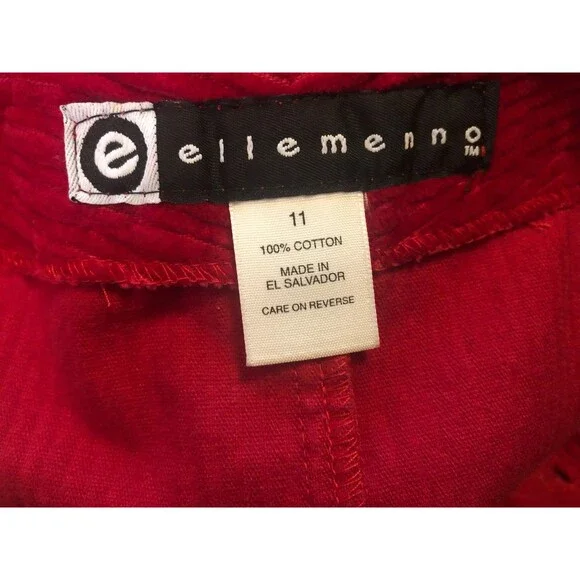 e ellemenno
TM
11
100% COTTON
MADE IN
EL SALVADOR
CARE ON REVERSE